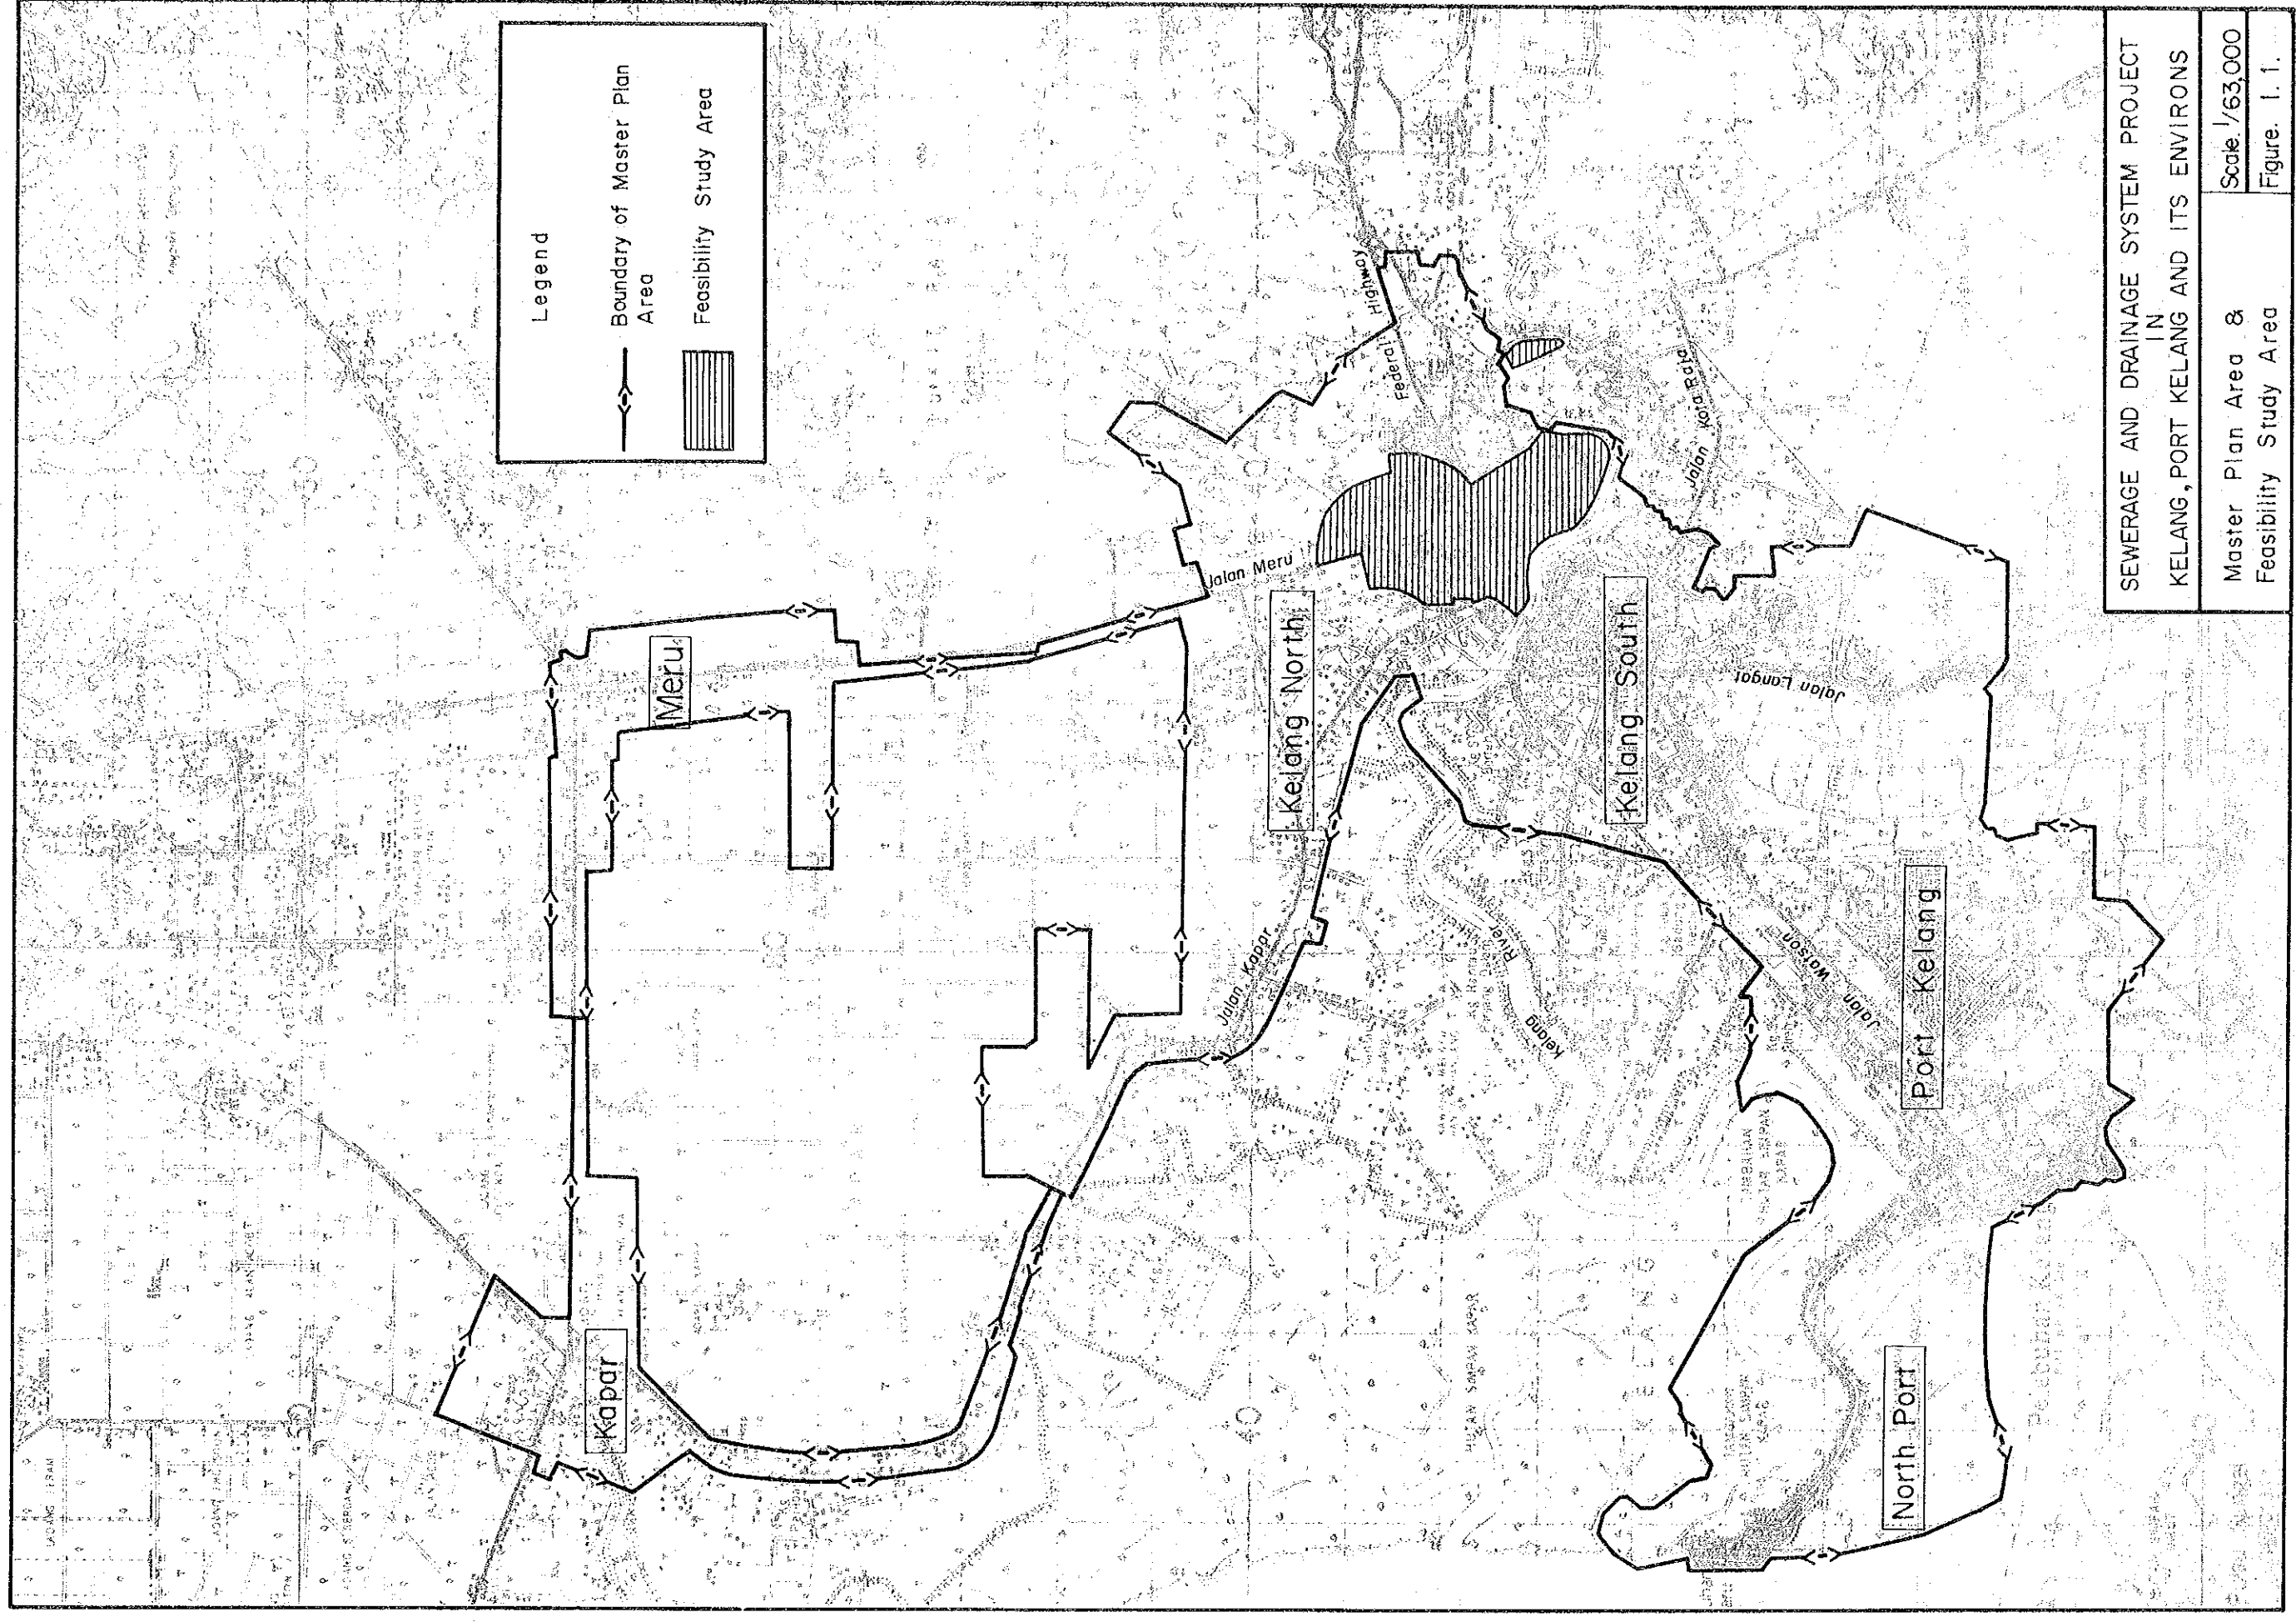 Legend
Boundary of Master Plan
Area
Feasibility Study Area
Meru
Kapar
Jalan Meru
Federal Highway
Jalan Kota Raja
Kelang North
Kelang South
Jalan Langat
Jalan Kapar
Kelang River
Jalan Watson
Port Kelang
North Port
SEWERAGE AND DRAINAGE SYSTEM PROJECT
IN
KELANG, PORT KELANG AND ITS ENVIRONS
Master Plan Area &
Feasibility Study Area
Scale. 1/63,000
Figure. 1. 1.